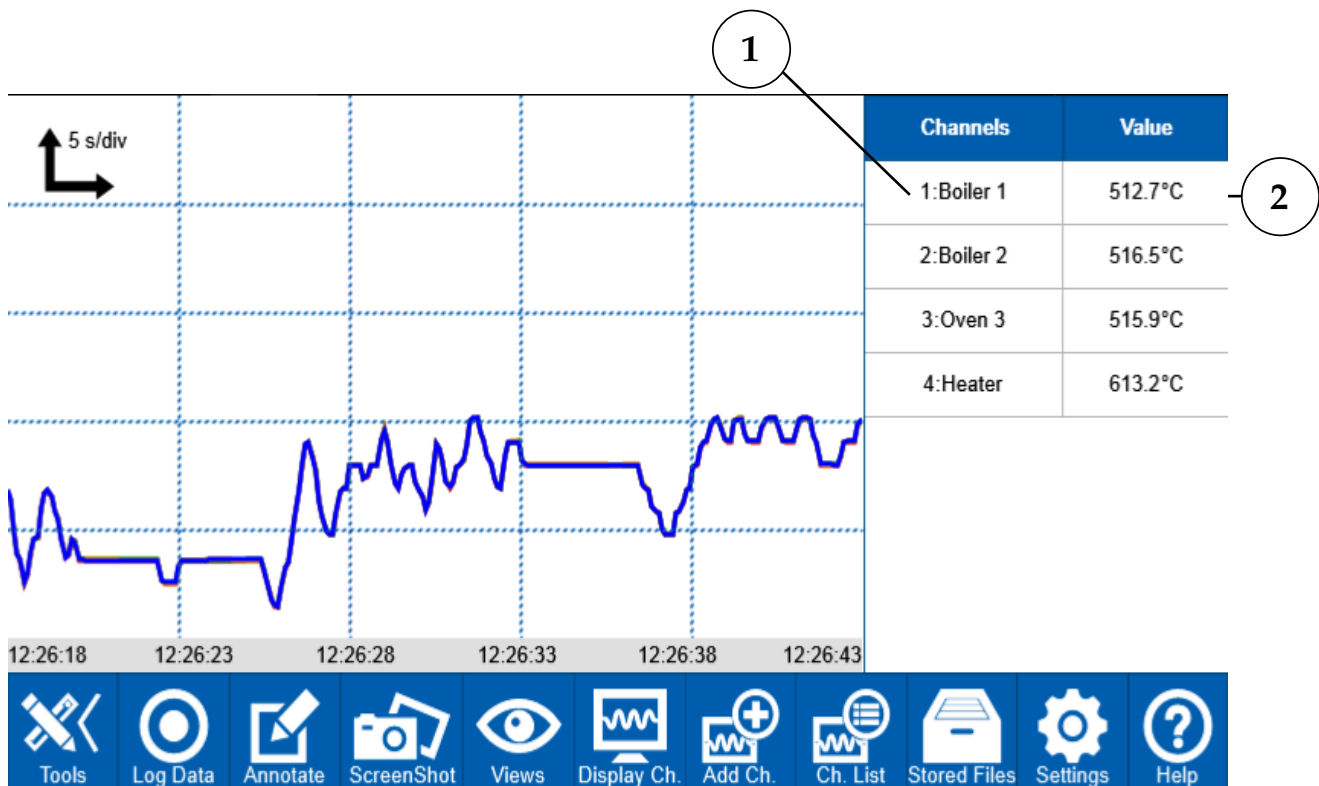 1
5 s/div
Channels Value
1:Boiler 1 512.7°C
2
2:Boiler 2 516.5°C
3:Oven 3 515.9°C
4:Heater 613.2°C
12:26:18 12:26:23 12:26:28 12:26:33 12:26:38 12:26:43
Tools Log Data Annotate ScreenShot Views Display Ch. Add Ch. Ch. List Stored Files Settings Help